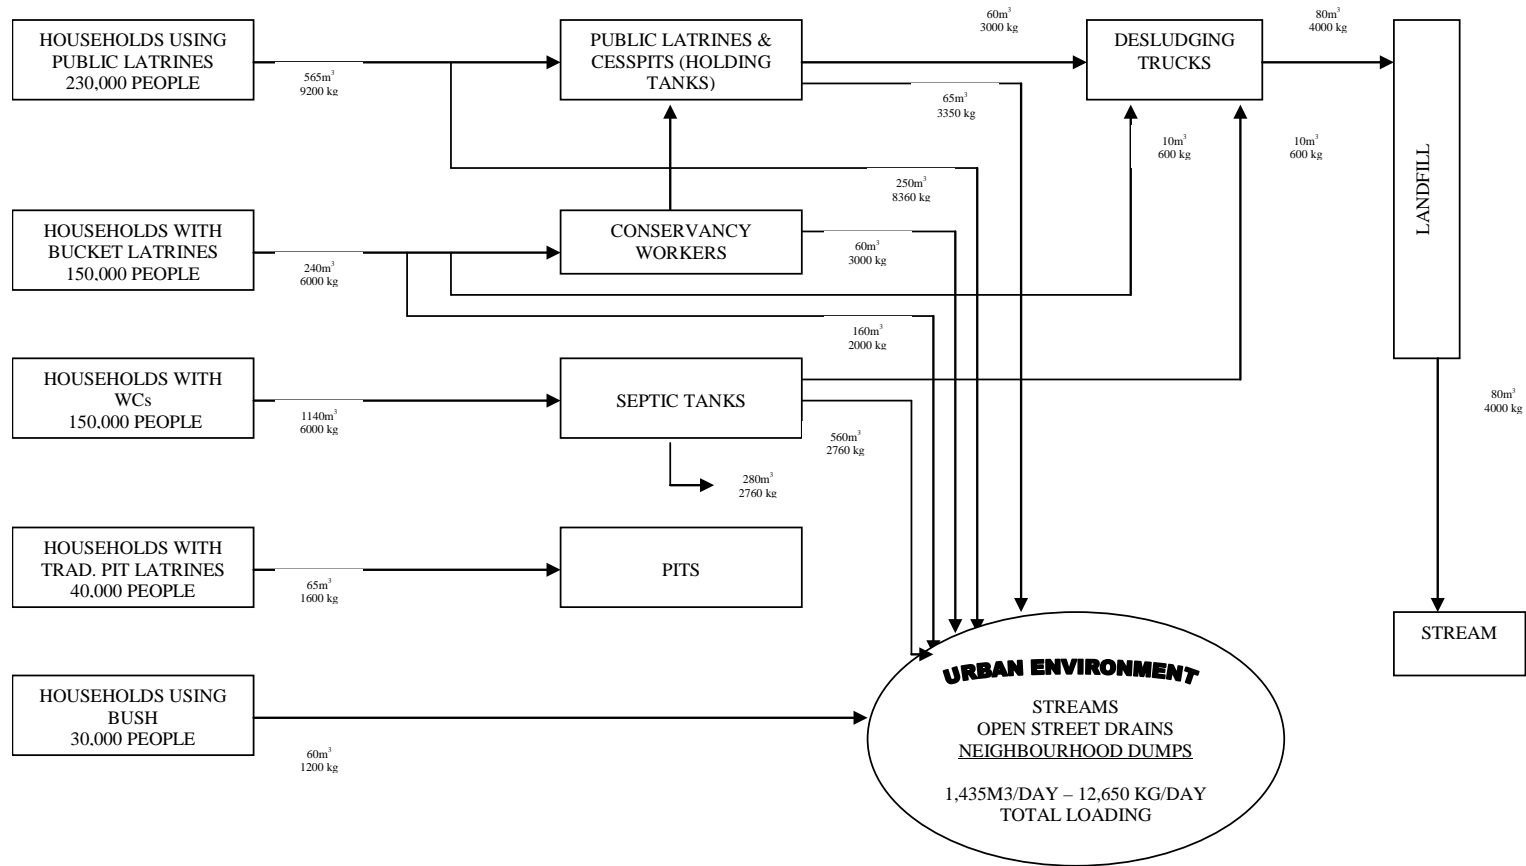 HOUSEHOLDS USING
PUBLIC LATRINES
230,000 PEOPLE
565m³
9200 kg
PUBLIC LATRINES &
CESSPITS (HOLDING
TANKS)
60m³
3000 kg
65m³
3350 kg
DESLUDGING
TRUCKS
80m³
4000 kg
10m³
600 kg
10m³
600 kg
LANDFILL
250m³
8360 kg
HOUSEHOLDS WITH
BUCKET LATRINES
150,000 PEOPLE
240m³
6000 kg
CONSERVANCY
WORKERS
60m³
3000 kg
160m³
2000 kg
HOUSEHOLDS WITH
WCs
150,000 PEOPLE
1140m³
6000 kg
SEPTIC TANKS
560m³
2760 kg
280m³
2760 kg
80m³
4000 kg
HOUSEHOLDS WITH
TRAD. PIT LATRINES
40,000 PEOPLE
65m³
1600 kg
PITS
STREAM
HOUSEHOLDS USING
BUSH
30,000 PEOPLE
60m³
1200 kg
URBAN ENVIRONMENT
STREAMS
OPEN STREET DRAINS
NEIGHBOURHOOD DUMPS
1,435M3/DAY – 12,650 KG/DAY
TOTAL LOADING